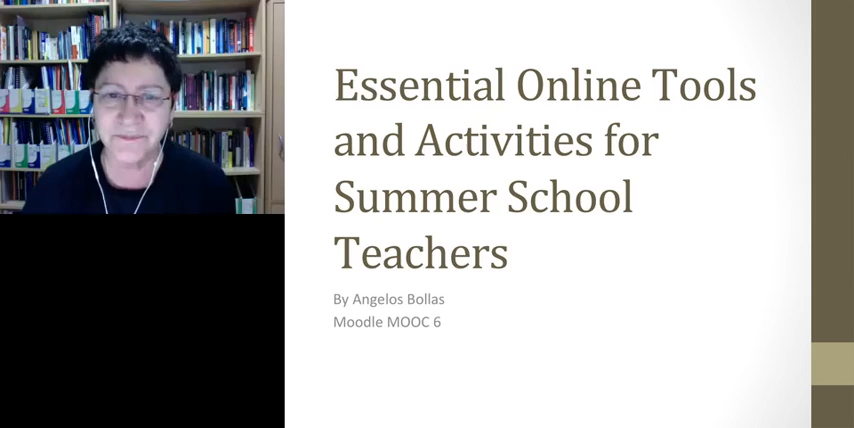 Essential Online Tools
and Activities for
Summer School
Teachers
By Angelos Bollas
Moodle MOOC 6